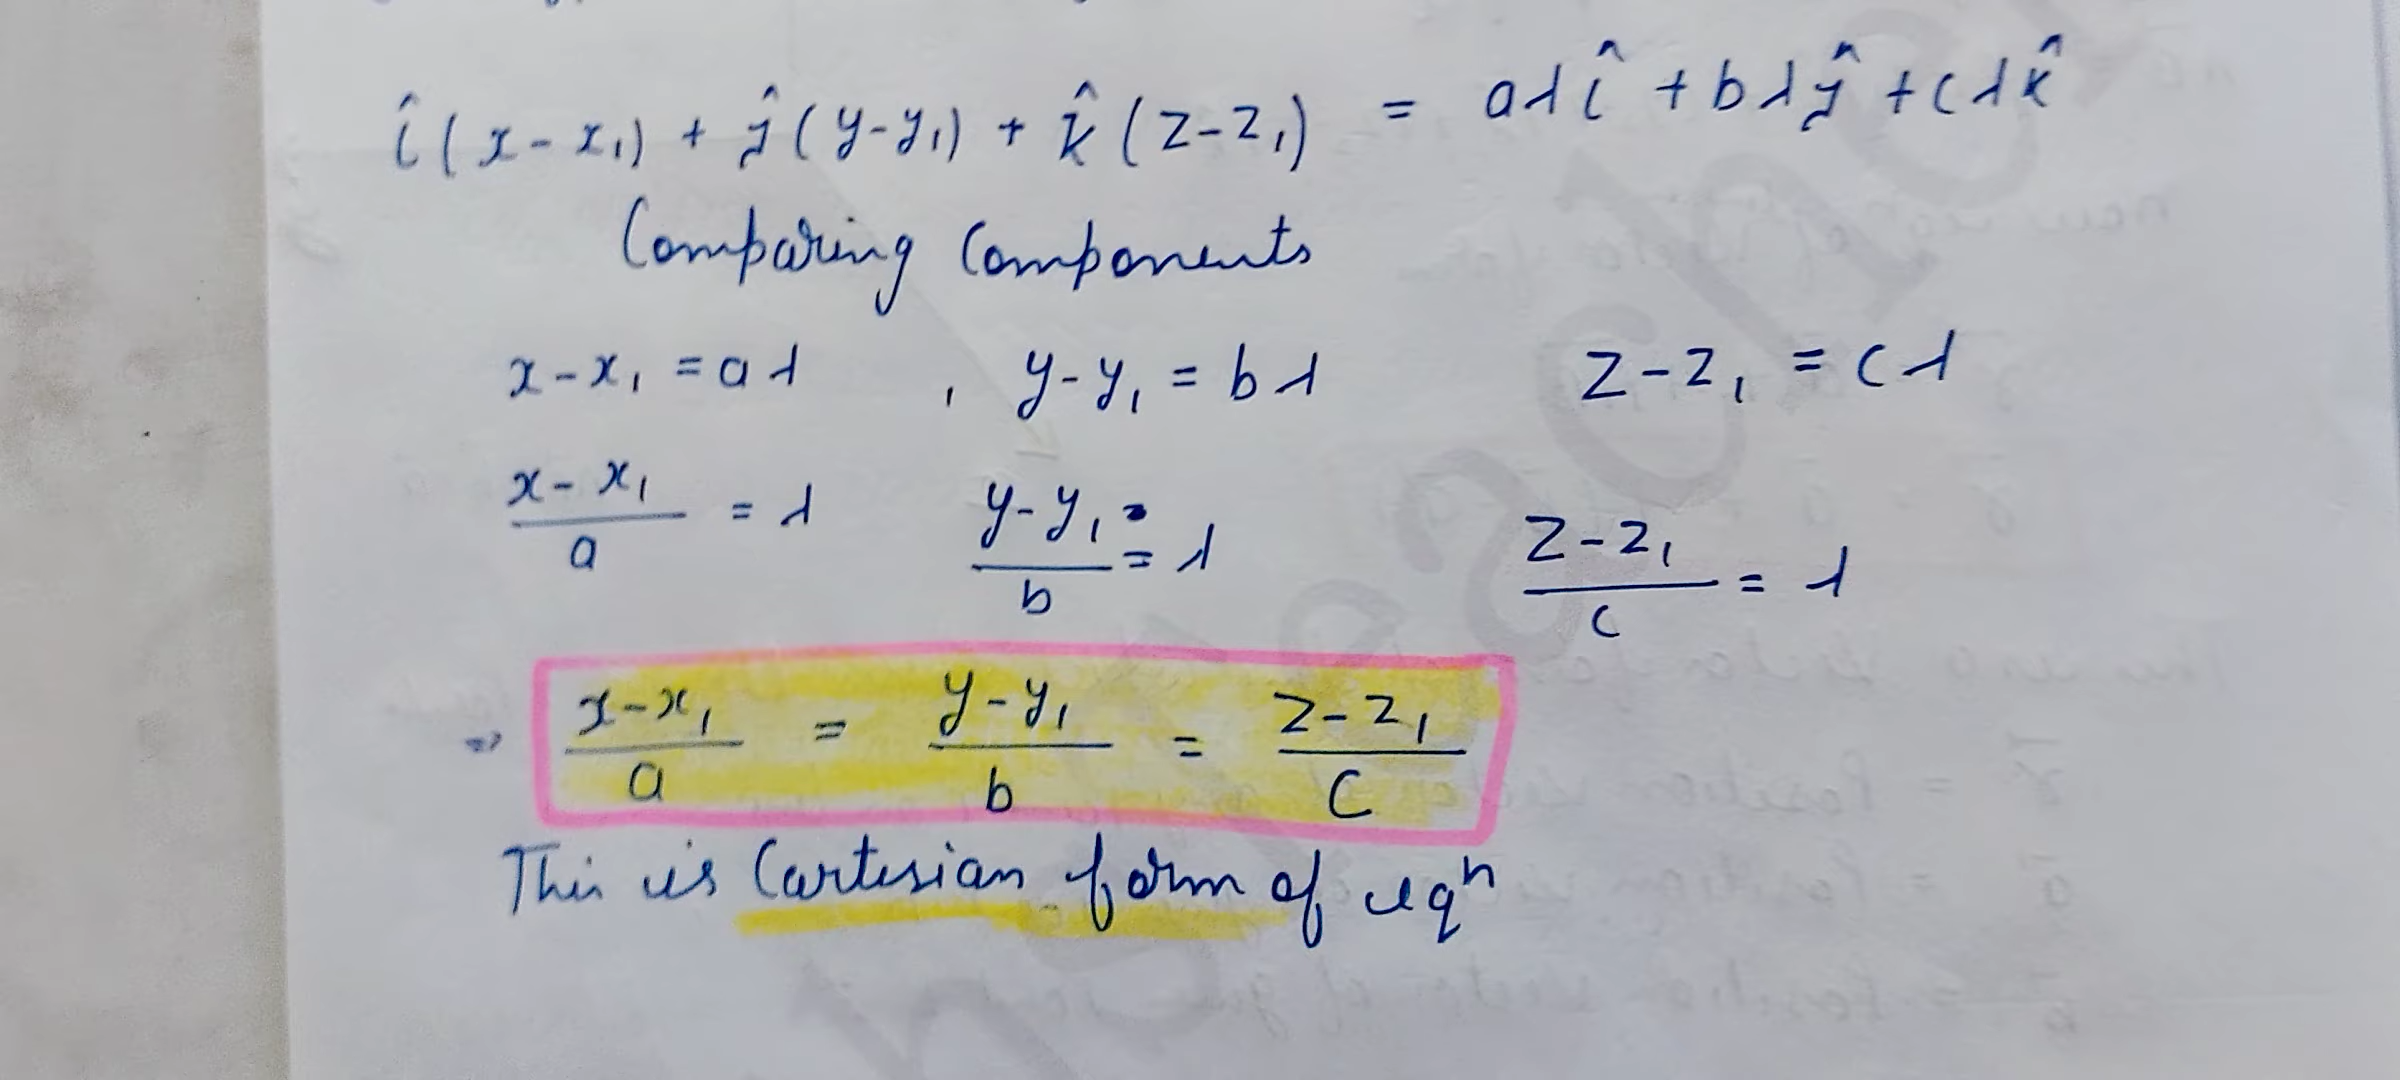 î(x-x₁) + ĵ(y-y₁) + k̂(z-z₁) = aλî + bλĵ + cλk̂
Comparing Components
x-x₁ = aλ , y-y₁ = bλ z-z₁ = cλ
(x-x₁)/a = λ (y-y₁)/b = λ (z-z₁)/c = λ
⇒ (x-x₁)/a = (y-y₁)/b = (z-z₁)/c
This is Cartesian form of eqⁿ